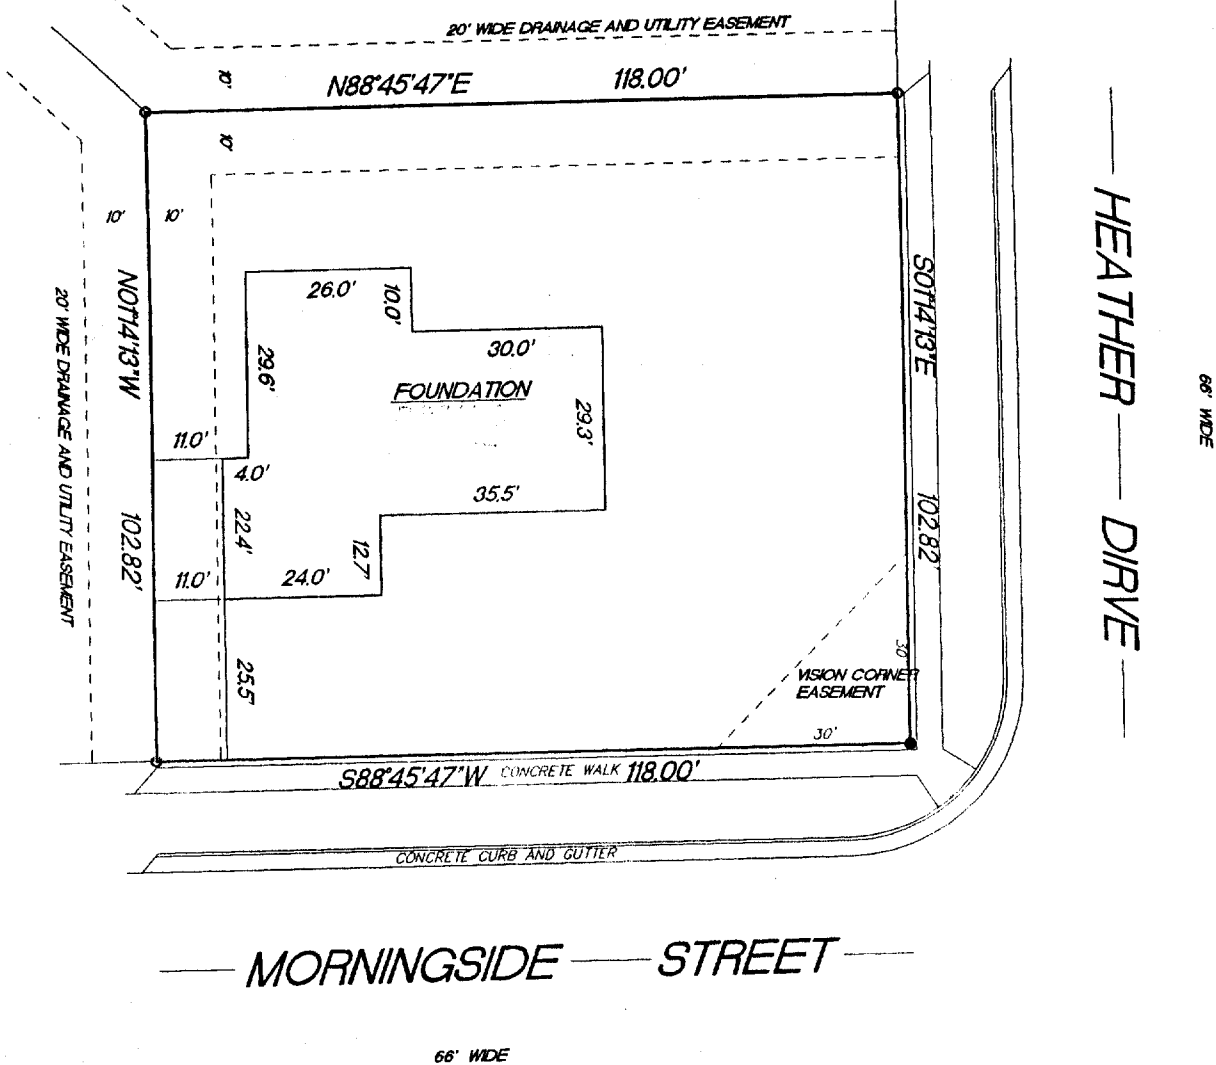 20' WIDE DRAINAGE AND UTILITY EASEMENT
N88°45'47"E 118.00'
10'
10'
10' 10'
N01°14'13"W
102.82'
20' WIDE DRAINAGE AND UTILITY EASEMENT
26.0'
10.0'
30.0'
29.6'
FOUNDATION
29.3'
11.0'
4.0'
35.5'
22.4'
12.7'
11.0'
24.0'
25.5'
S01°14'13"E
102.82'
30'
VISION CORNER
EASEMENT
30'
S88°45'47"W CONCRETE WALK 118.00'
CONCRETE CURB AND GUTTER
HEATHER DIRVE
66' WIDE
MORNINGSIDE STREET
66' WIDE